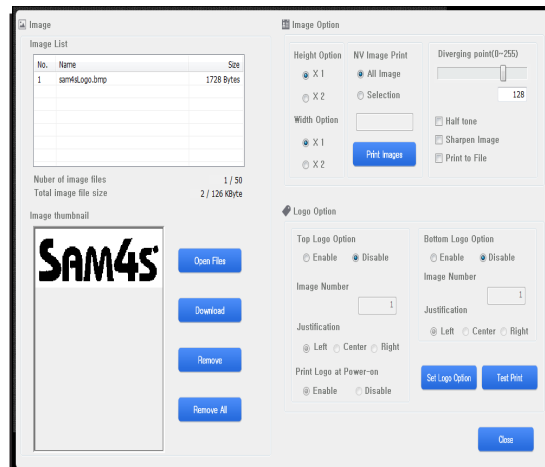 Image
Image List
No. Name Size
1 sam4sLogo.bmp 1728 Bytes
Nuber of image files 1 / 50
Total image file size 2 / 126 KByte
Image thumbnail
SAM4S
Open Files
Download
Remove
Remove All
Image Option
Height Option
X 1
X 2
Width Option
X 1
X 2
NV Image Print
All Image
Selection
Print Images
Diverging point(0~255)
128
Half tone
Sharpen Image
Print to File
Logo Option
Top Logo Option
Enable Disable
Image Number
1
Justification
Left Center Right
Print Logo at Power-on
Enable Disable
Bottom Logo Option
Enable Disable
Image Number
1
Justification
Left Center Right
Set Logo Option Test Print
Close